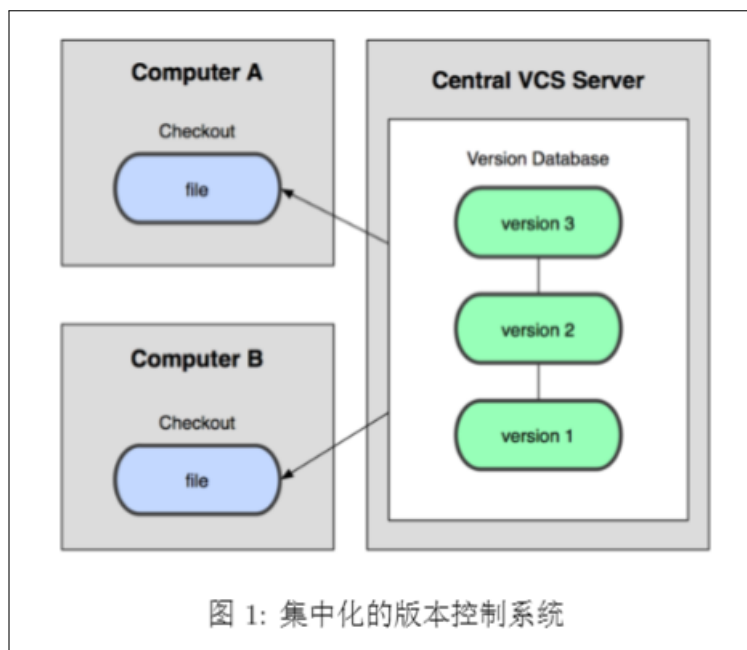 Computer A
Checkout
file
Computer B
Checkout
file
Central VCS Server
Version Database
version 3
version 2
version 1
图 1: 集中化的版本控制系统